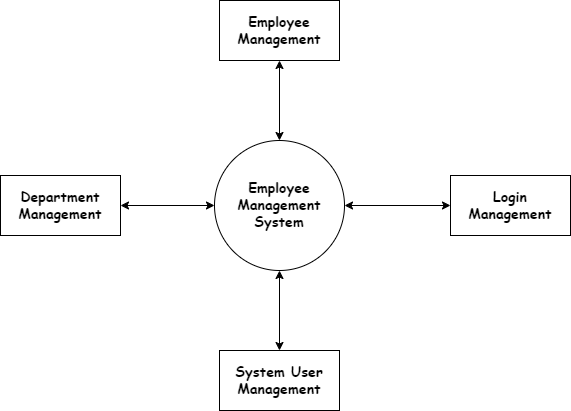 Employee
Management
Department
Management
Employee
Management
System
Login
Management
System User
Management